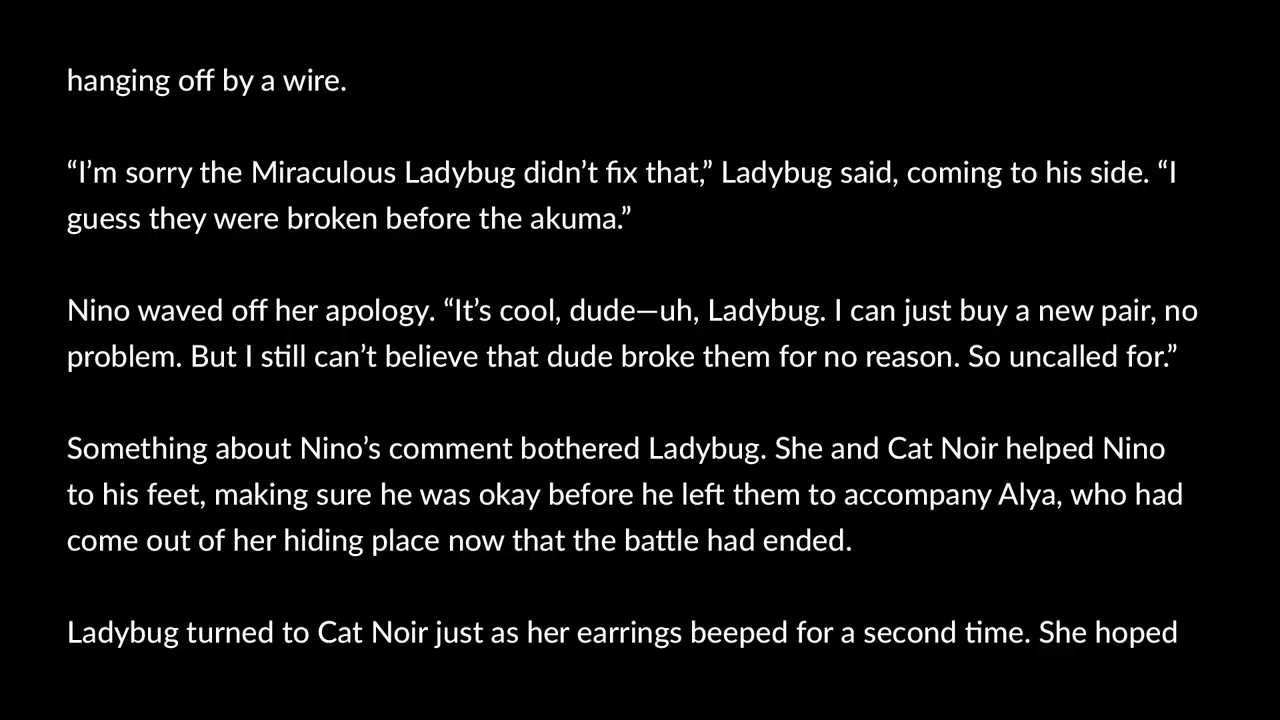 hanging off by a wire.
“I’m sorry the Miraculous Ladybug didn’t fix that,” Ladybug said, coming to his side. “I
guess they were broken before the akuma.”
Nino waved off her apology. “It’s cool, dude—uh, Ladybug. I can just buy a new pair, no
problem. But I still can’t believe that dude broke them for no reason. So uncalled for.”
Something about Nino’s comment bothered Ladybug. She and Cat Noir helped Nino
to his feet, making sure he was okay before he left them to accompany Alya, who had
come out of her hiding place now that the battle had ended.
Ladybug turned to Cat Noir just as her earrings beeped for a second time. She hoped